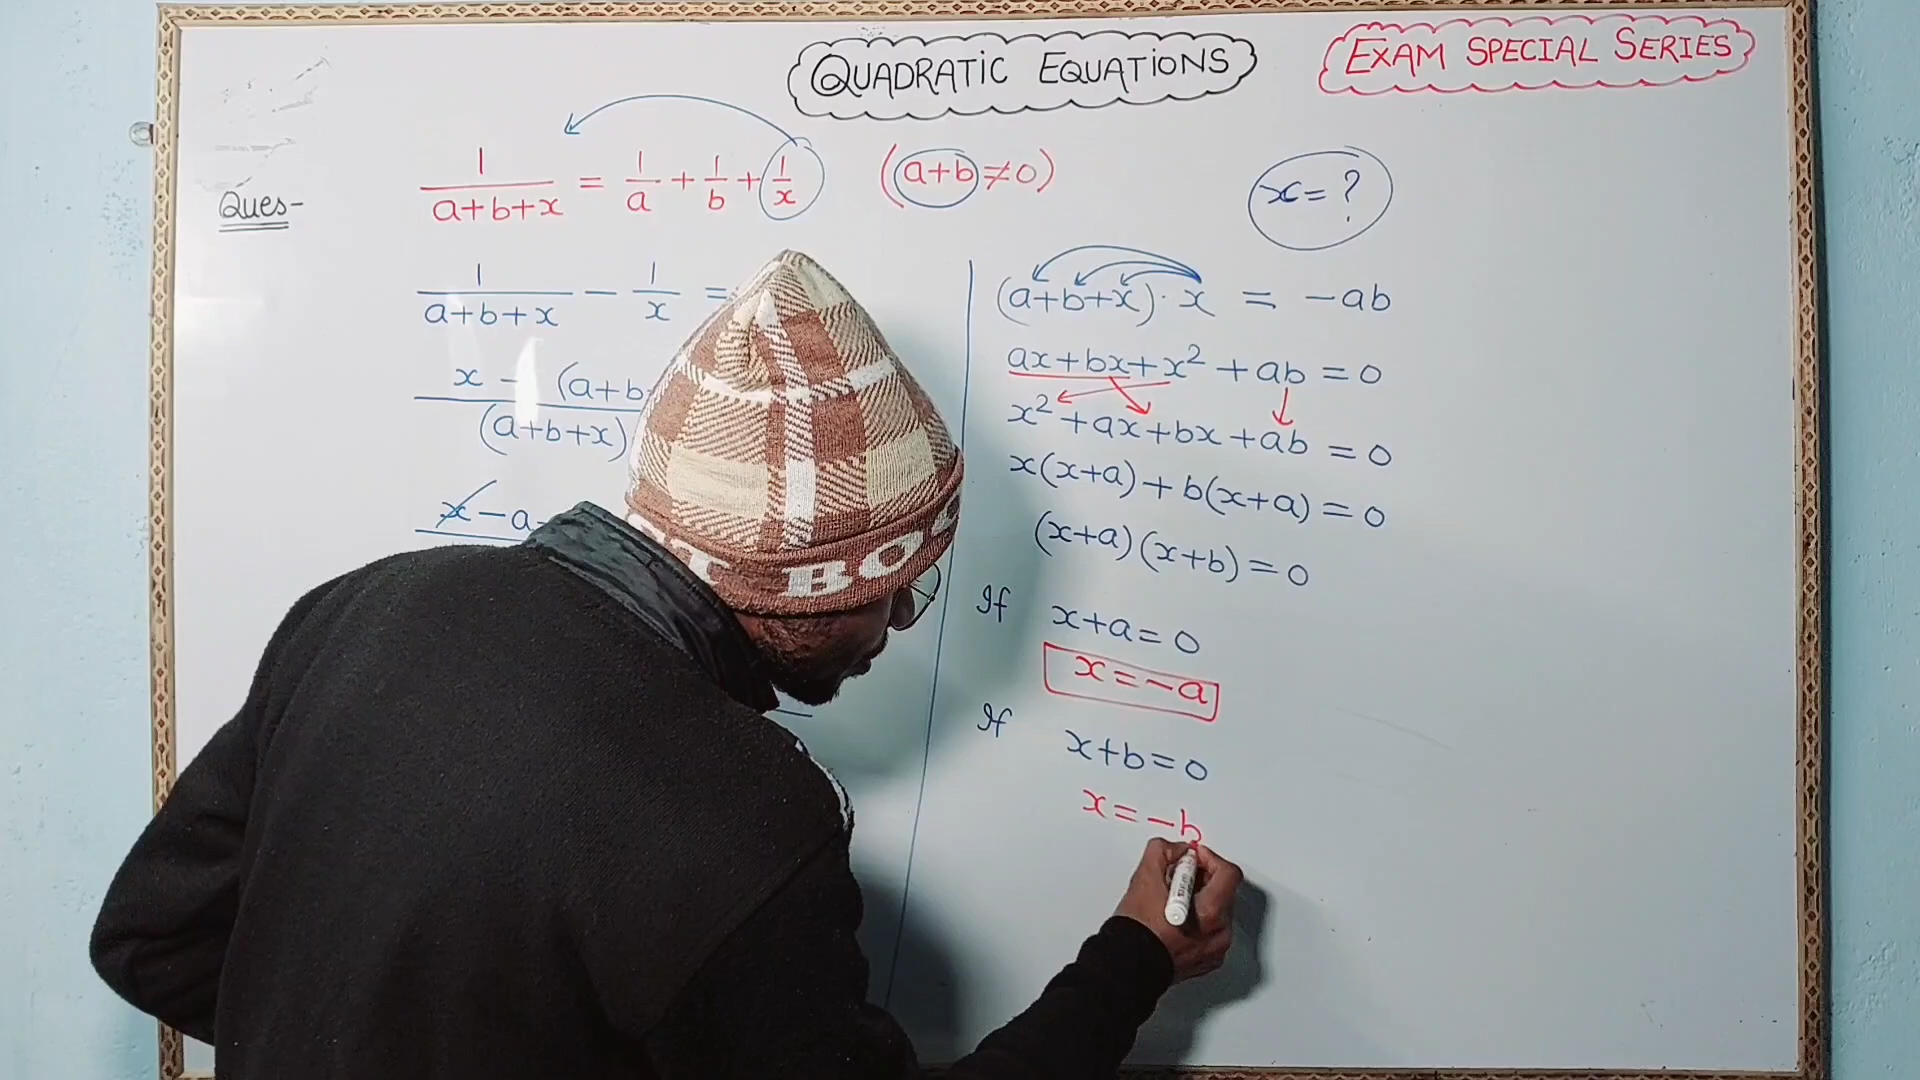 QUADRATIC EQUATIONS
EXAM SPECIAL SERIES
Ques-
1/(a+b+x) = 1/a + 1/b + 1/x (a+b≠0)
x = ?
1/(a+b+x) - 1/x =
x - (a+b
(a+b+x)
x - a
(a+b+x)·x = -ab
ax+bx+x²+ab=0
x²+ax+bx+ab=0
x(x+a)+b(x+a)=0
(x+a)(x+b)=0
If x+a=0
x=-a
If x+b=0
x=-b